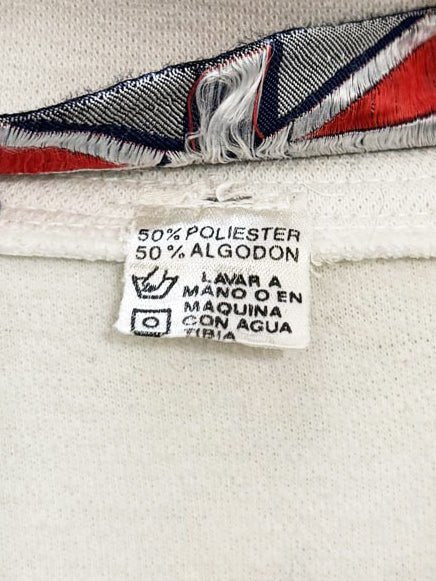 50% POLIESTER
50% ALGODON
LAVAR A
MANO O EN
MAQUINA
CON AGUA
TIBIA